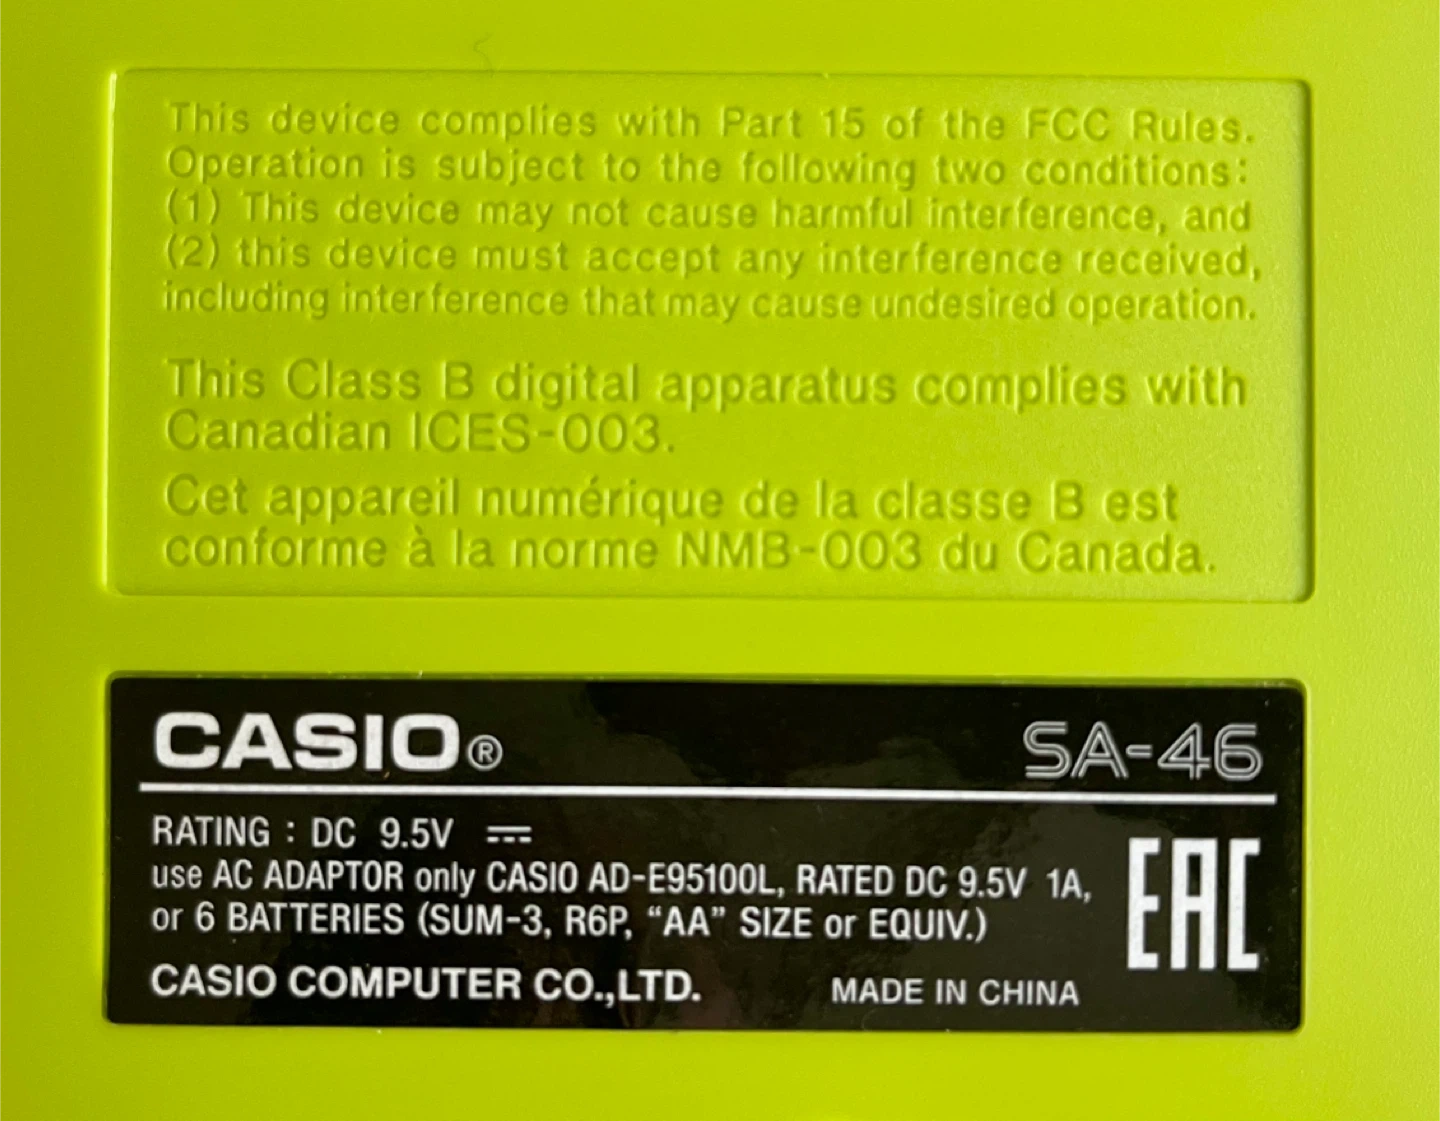 This device complies with Part 15 of the FCC Rules.
Operation is subject to the following two conditions:
(1) This device may not cause harmful interference, and
(2) this device must accept any interference received,
including interference that may cause undesired operation.
This Class B digital apparatus complies with
Canadian ICES-003.
Cet appareil numérique de la classe B est
conforme à la norme NMB-003 du Canada.
CASIO® SA-46
RATING : DC 9.5V ⎓
use AC ADAPTOR only CASIO AD-E95100L, RATED DC 9.5V 1A,
or 6 BATTERIES (SUM-3, R6P, “AA” SIZE or EQUIV.)
EAC
CASIO COMPUTER CO.,LTD. MADE IN CHINA